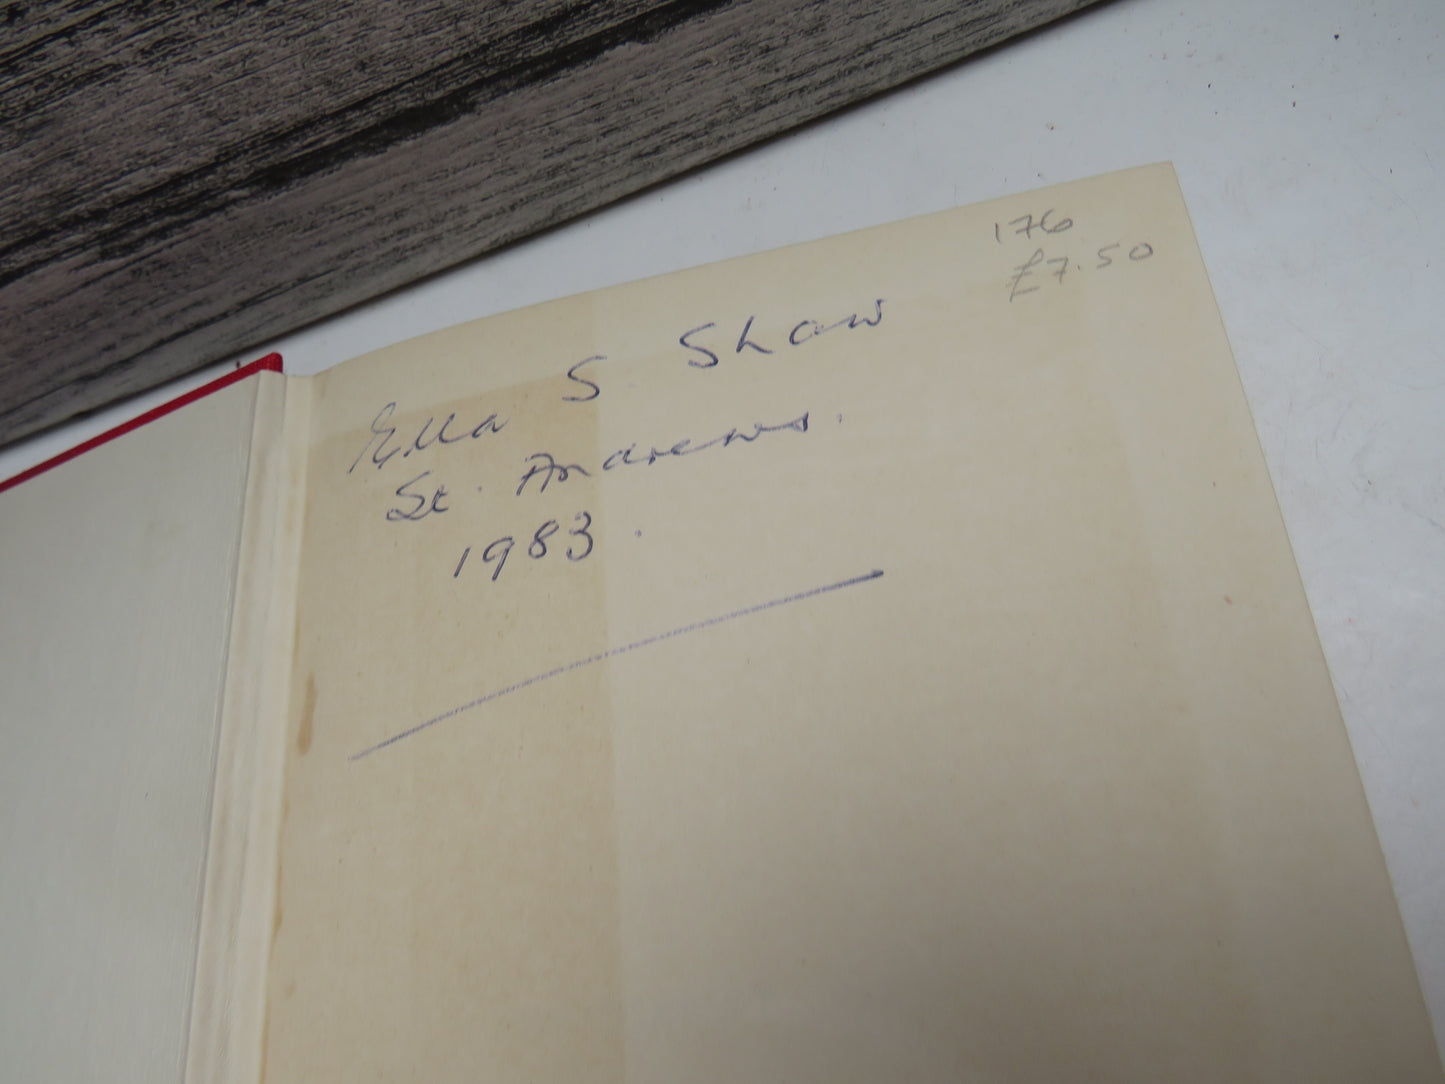 176
£7.50
Ella S Shaw
St. Andrews.
1983.